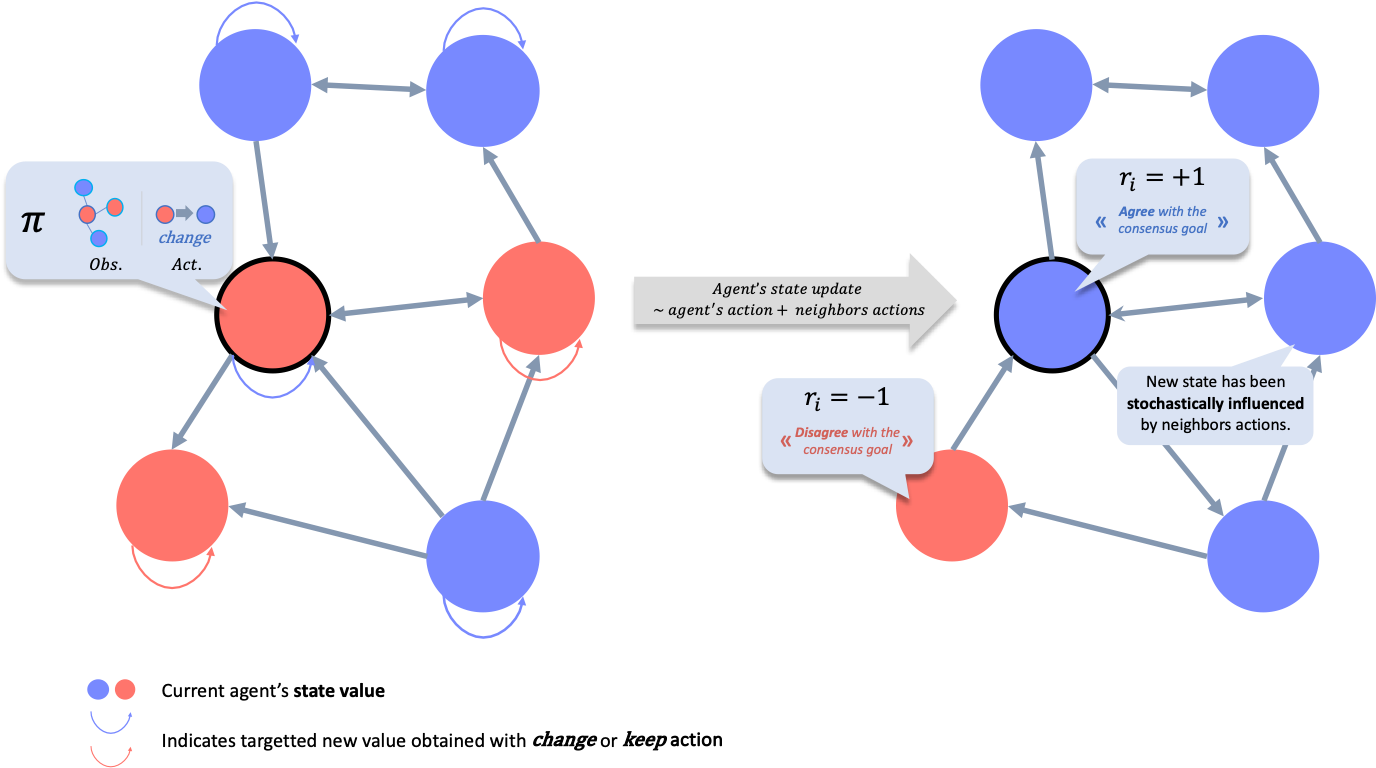 π
change
Obs.
Act.
Agent's state update
~ agent's action + neighbors actions
r_i = +1
« Agree with the
consensus goal »
New state has been
stochastically influenced
by neighbors actions.
r_i = −1
« Disagree with the
consensus goal »
Current agent's state value
Indicates targetted new value obtained with change or keep action